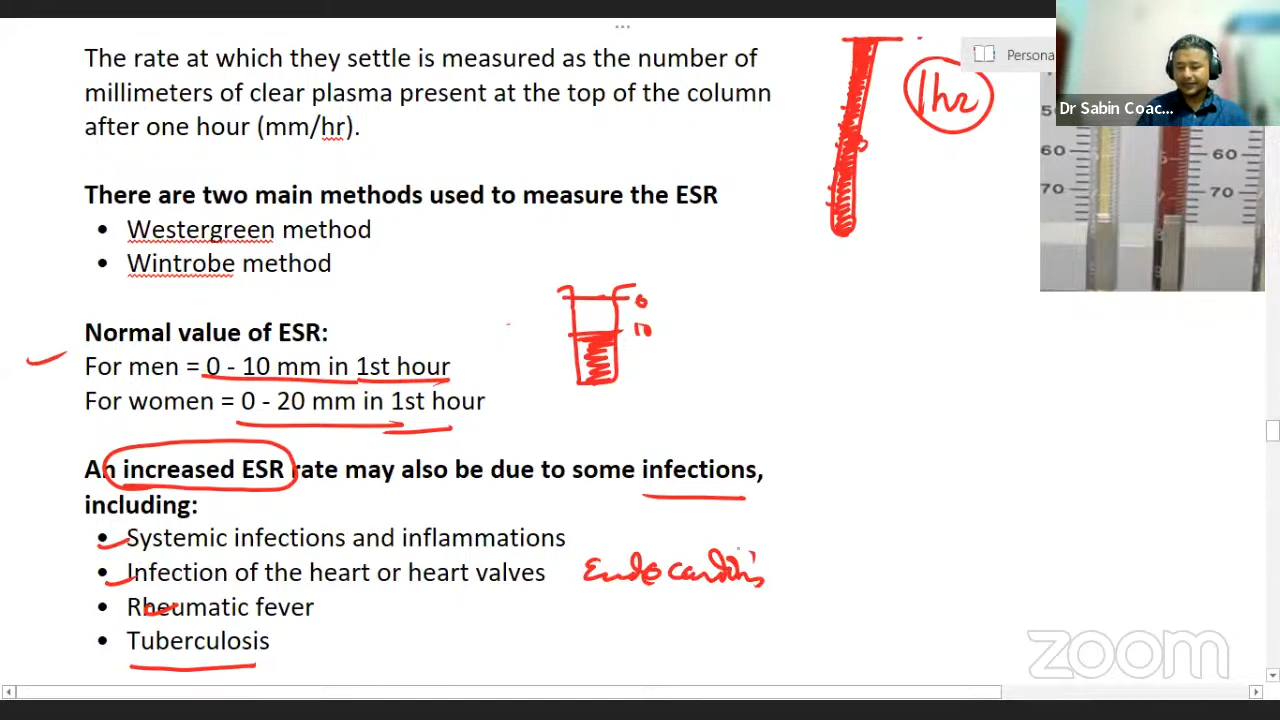 The rate at which they settle is measured as the number of
millimeters of clear plasma present at the top of the column
after one hour (mm/hr).
1hr
Persona
Dr Sabin Coac...
60
60
70
70
There are two main methods used to measure the ESR
• Westergreen method
• Wintrobe method
0
10
Normal value of ESR:
For men = 0 - 10 mm in 1st hour
For women = 0 - 20 mm in 1st hour
An increased ESR rate may also be due to some infections,
including:
• Systemic infections and inflammations
• Infection of the heart or heart valves
Endocarditis
• Rheumatic fever
• Tuberculosis
zoom